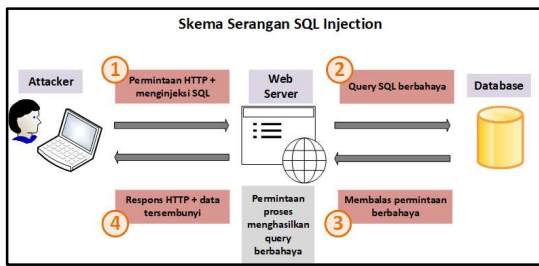 Skema Serangan SQL Injection
Attacker
1
Permintaan HTTP +
menginjeksi SQL
Web
Server
2
Query SQL berbahaya
Database
4
Respons HTTP + data
tersembunyi
Permintaan
proses
menghasilkan
query
berbahaya
3
Membalas permintaan
berbahaya